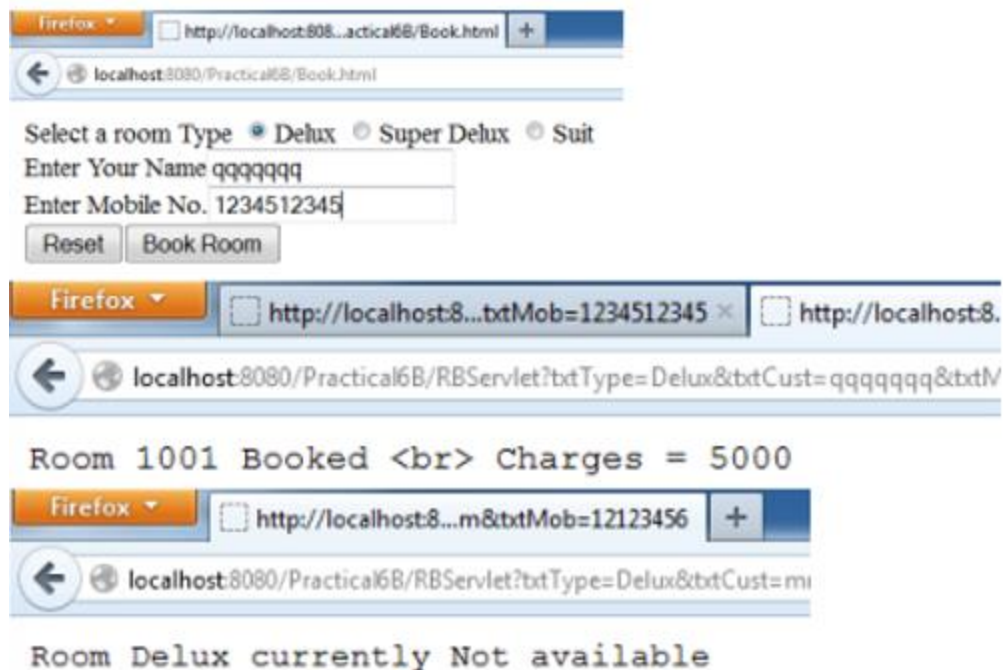 Firefox
http://localhost:808...actical6B/Book.html +
localhost:8080/Practical6B/Book.html
Select a room Type Delux Super Delux Suit
Enter Your Name qqqqqqq
Enter Mobile No. 1234512345
Reset Book Room
Firefox
http://localhost:8...txtMob=1234512345 × http://localhost:8.
localhost:8080/Practical6B/RBServlet?txtType=Delux&txtCust=qqqqqqq&txtM
Room 1001 Booked <br> Charges = 5000
Firefox
http://localhost:8...m&txtMob=12123456 +
localhost:8080/Practical6B/RBServlet?txtType=Delux&txtCust=m
Room Delux currently Not available